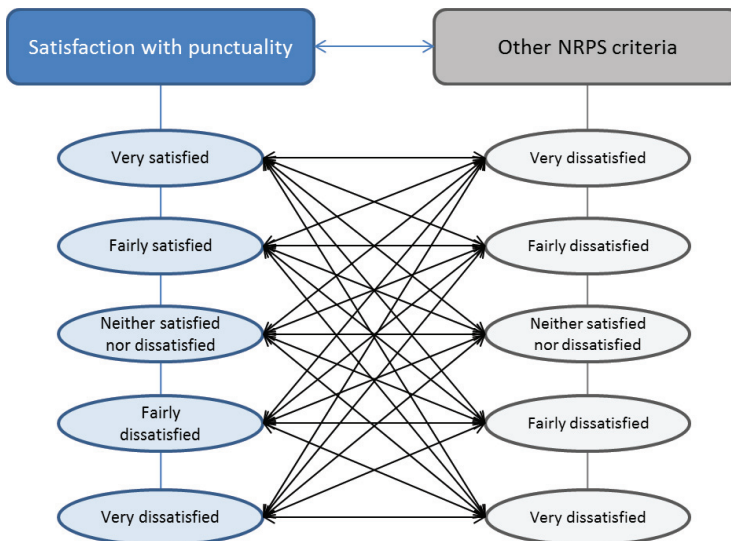 Satisfaction with punctuality
Other NRPS criteria
Very satisfied
Very dissatisfied
Fairly satisfied
Fairly dissatisfied
Neither satisfied
nor dissatisfied
Neither satisfied
nor dissatisfied
Fairly
dissatisfied
Fairly dissatisfied
Very dissatisfied
Very dissatisfied